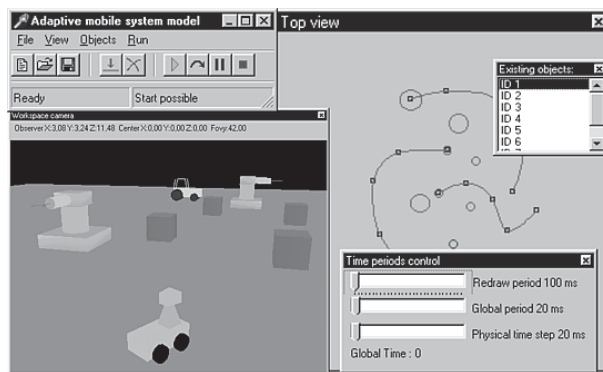 Adaptive mobile system model
File View Objects Run
Ready Start possible
Workspace camera
Observer X:3,08 Y:3,24 Z:11,48 Center X:0,00 Y:0,00 Z:0,00 Fovy:42,00
Top view
Existing objects:
ID 1
ID 2
ID 3
ID 4
ID 5
ID 6
Time periods control
Redraw period 100 ms
Global period 20 ms
Physical time step 20 ms
Global Time : 0